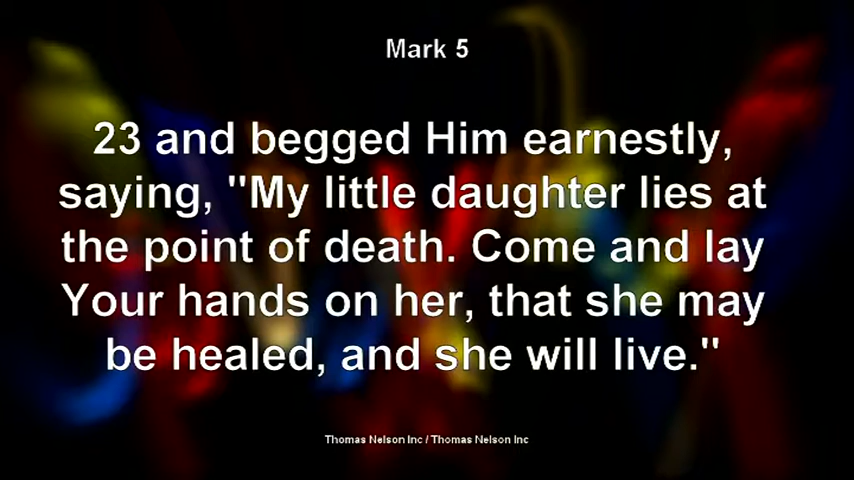 Mark 5
23 and begged Him earnestly,
saying, "My little daughter lies at
the point of death. Come and lay
Your hands on her, that she may
be healed, and she will live."
Thomas Nelson Inc / Thomas Nelson Inc